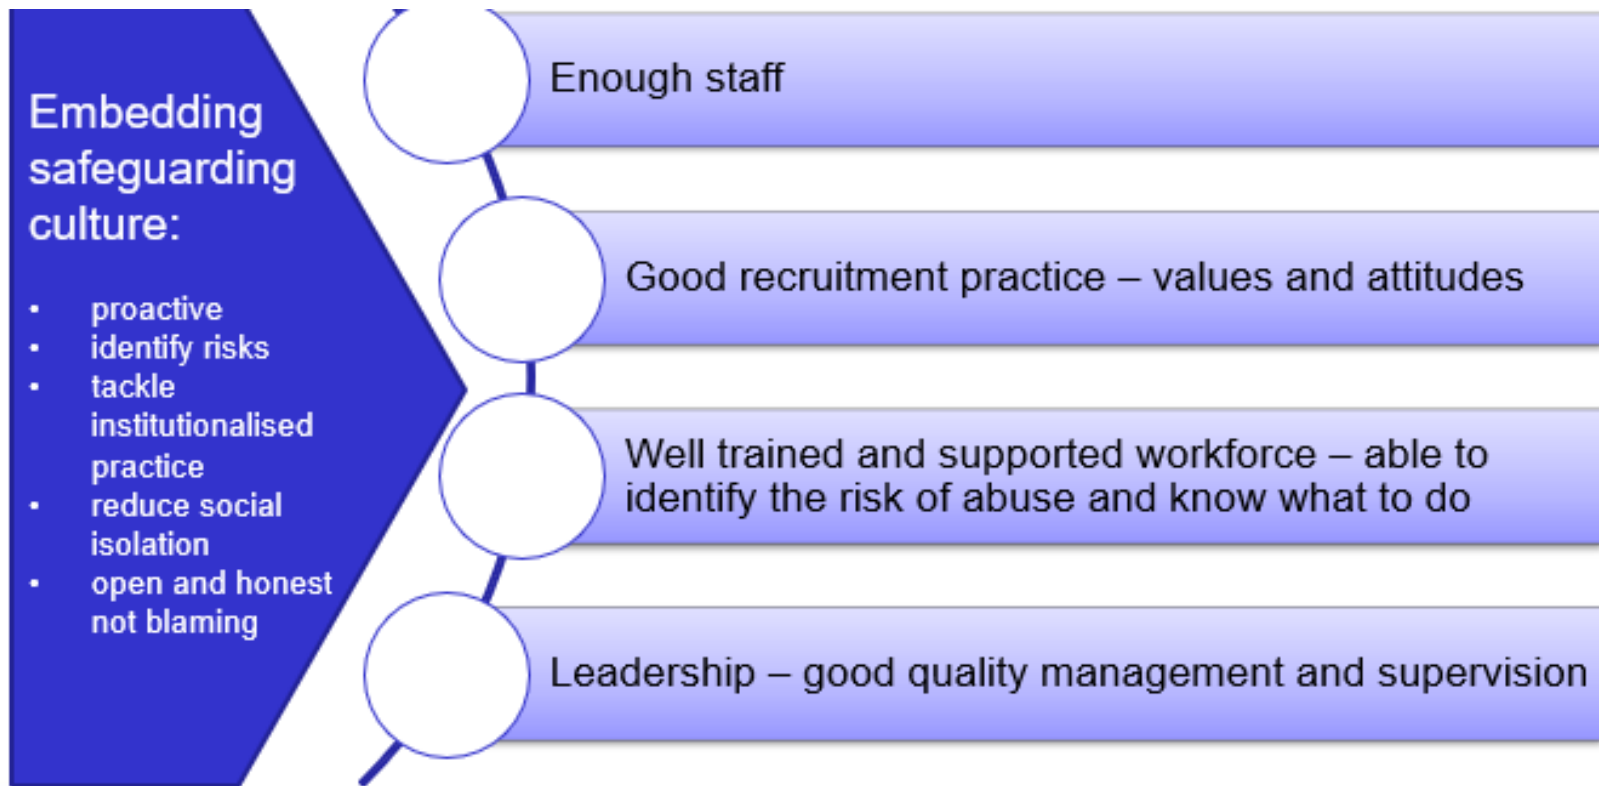 Embedding
safeguarding
culture:
• proactive
• identify risks
• tackle
institutionalised
practice
• reduce social
isolation
• open and honest
not blaming
Enough staff
Good recruitment practice – values and attitudes
Well trained and supported workforce – able to
identify the risk of abuse and know what to do
Leadership – good quality management and supervision